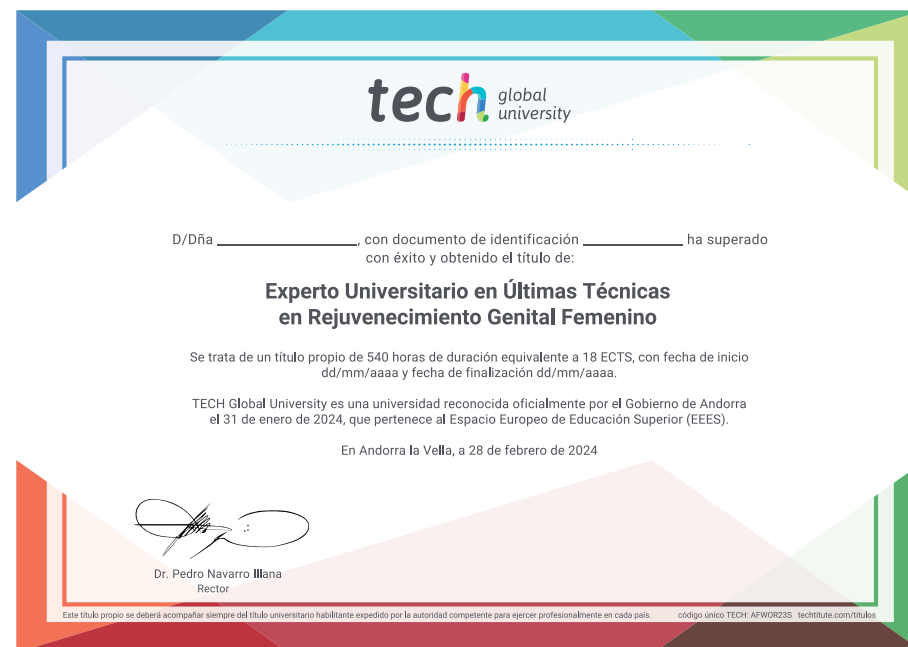 tech global university
D/Dña ____________________, con documento de identificación ______________ ha superado
con éxito y obtenido el título de:
Experto Universitario en Últimas Técnicas
en Rejuvenecimiento Genital Femenino
Se trata de un título propio de 540 horas de duración equivalente a 18 ECTS, con fecha de inicio
dd/mm/aaaa y fecha de finalización dd/mm/aaaa.
TECH Global University es una universidad reconocida oficialmente por el Gobierno de Andorra
el 31 de enero de 2024, que pertenece al Espacio Europeo de Educación Superior (EEES).
En Andorra la Vella, a 28 de febrero de 2024
Dr. Pedro Navarro Illana
Rector
Este título propio se deberá acompañar siempre del título universitario habilitante expedido por la autoridad competente para ejercer profesionalmente en cada país. código único TECH: AFWOR23S techtitute.com/titulos